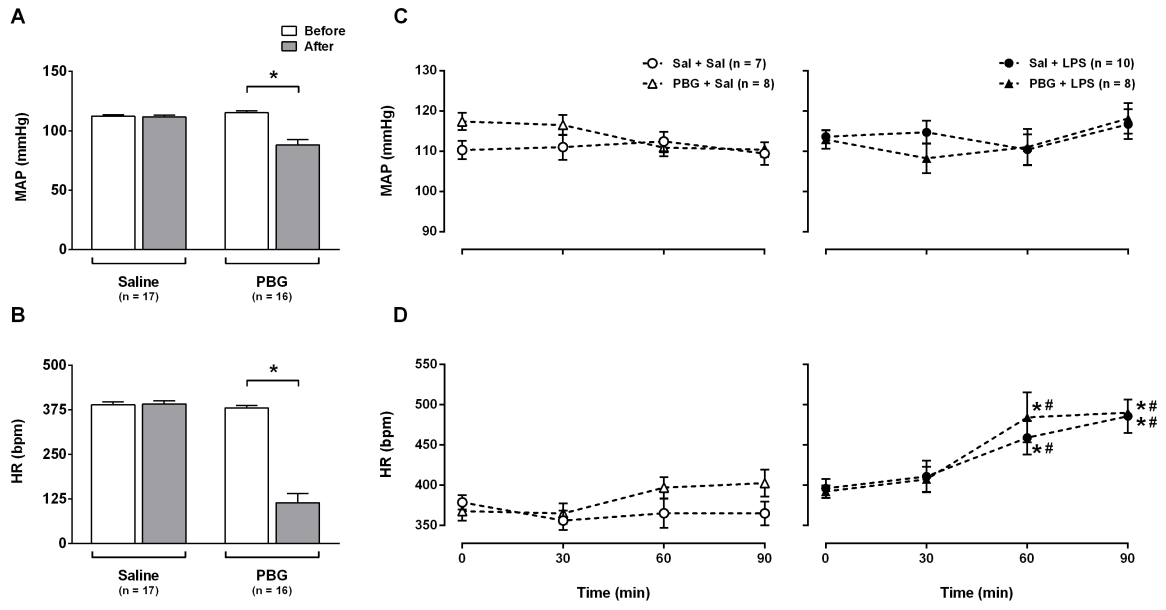 A
Before
After
MAP (mmHg)
150
100
50
0
*
Saline
(n = 17)
PBG
(n = 16)
B
HR (bpm)
500
375
250
125
0
*
Saline
(n = 17)
PBG
(n = 16)
C
Sal + Sal (n = 7)
PBG + Sal (n = 8)
Sal + LPS (n = 10)
PBG + LPS (n = 8)
MAP (mmHg)
130
120
110
100
90
D
HR (bpm)
550
500
450
400
350
* #
* #
* #
* #
0 30 60 90
Time (min)
0 30 60 90
Time (min)